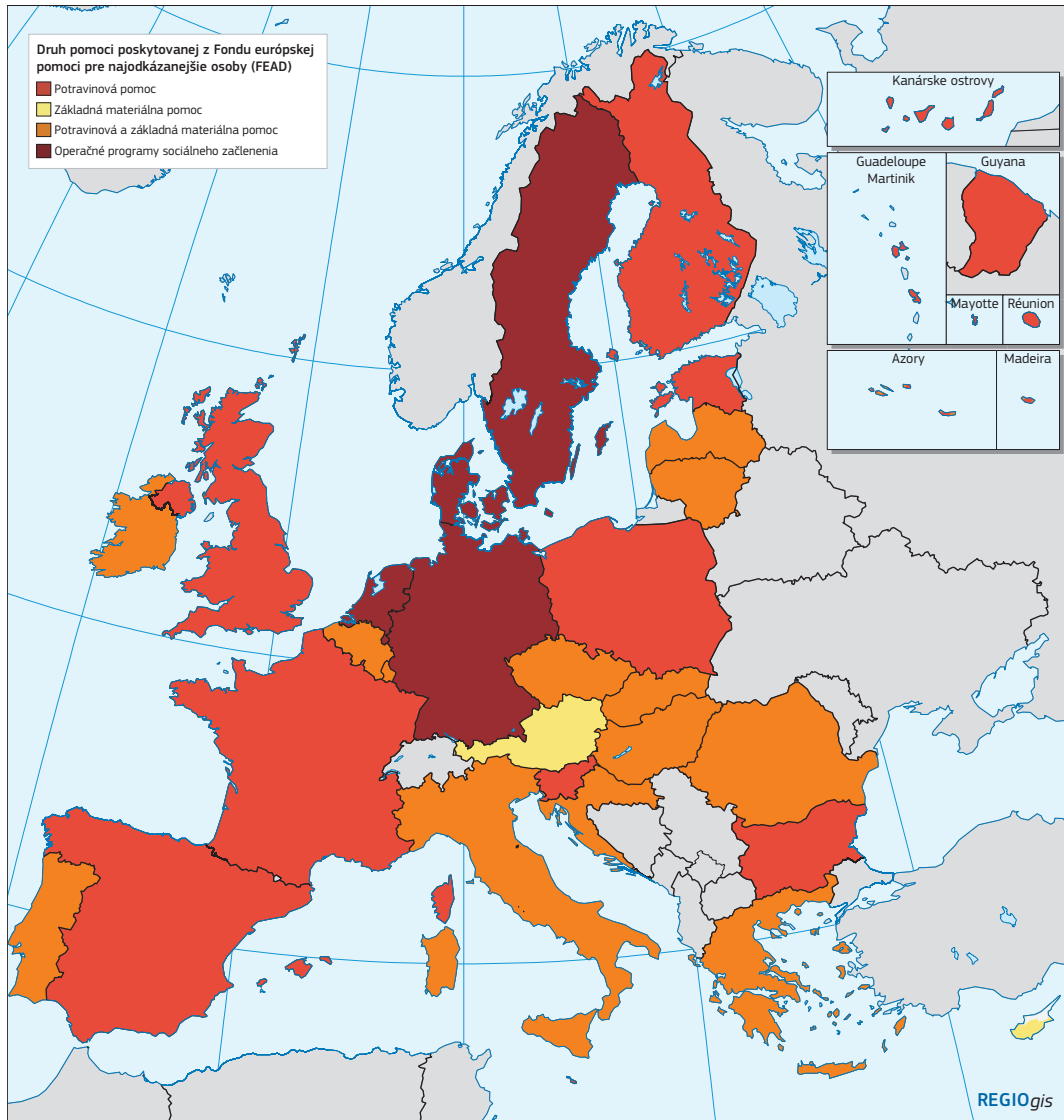 Druh pomoci poskytovanej z Fondu európskej
pomoci pre najodkázanejšie osoby (FEAD)
Potravinová pomoc
Základná materiálna pomoc
Potravinová a základná materiálna pomoc
Operačné programy sociálneho začlenenia
Kanárske ostrovy
Guadeloupe
Martinik
Guyana
Mayotte
Réunion
Azory
Madeira
REGIOgis